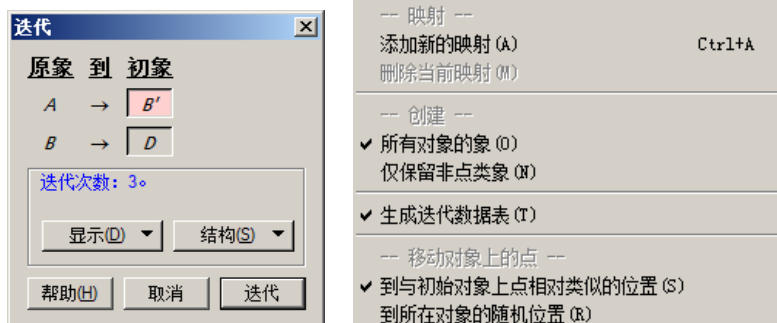 迭代
原象 到 初象
A → B'
B → D
迭代次数: 3。
显示(D) 结构(S)
帮助(H) 取消 迭代
-- 映射 --
添加新的映射(A) Ctrl+A
删除当前映射(M)
-- 创建 --
所有对象的象(O)
仅保留非点类象(N)
生成迭代数据表(T)
-- 移动对象上的点 --
到与初始对象上点相对类似的位置(S)
到所在对象的随机位置(R)